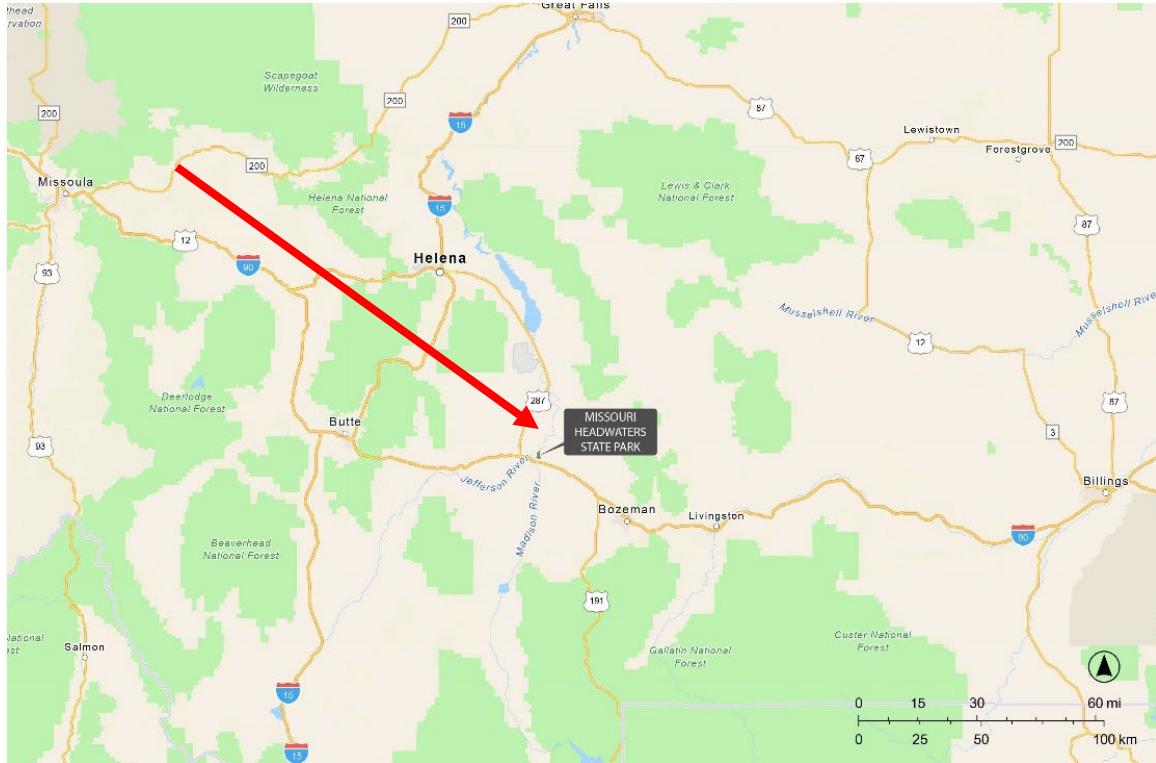 Great Falls
head
ervation
200
Scapegoat
Wilderness
200
200
15
87
Lewistown
87
Forestgrove
200
200
Missoula
Helena National
Forest
Lewis & Clark
National Forest
15
12
90
87
93
Helena
Musselshell River
Musselshell River
12
Deerlodge
National Forest
287
87
Butte
MISSOURI
HEADWATERS
STATE PARK
3
93
Jefferson River
Billings
Madison River
Bozeman
Livingston
90
Beaverhead
National Forest
191
National
st
Salmon
Custer National
Forest
Gallatin National
Forest
15
0 15 30 60 mi
0 25 50 100 km
15